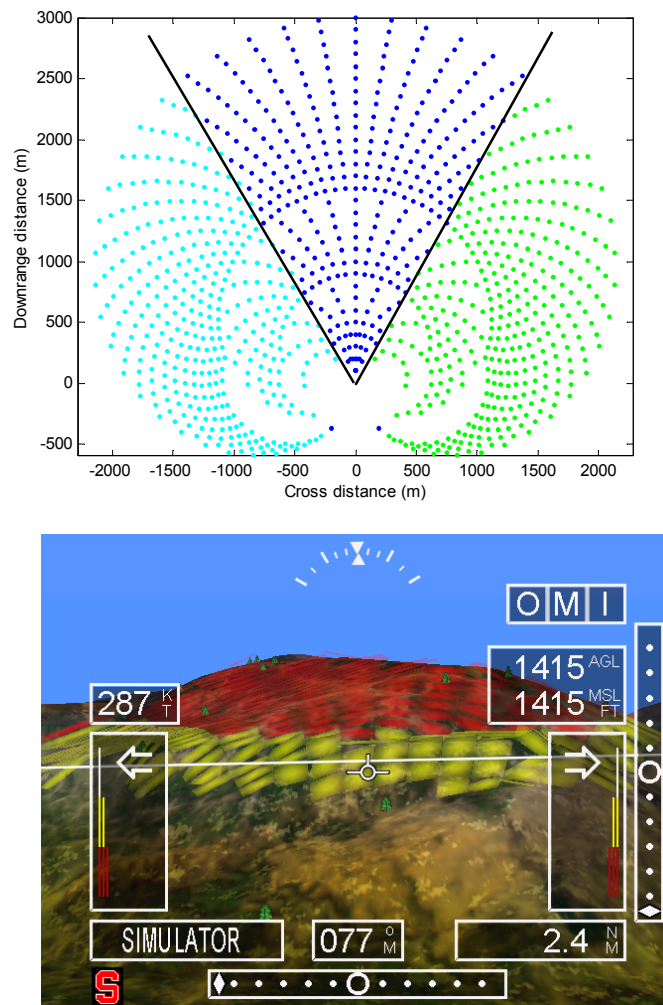 3000
2500
2000
1500
1000
500
0
-500
Downrange distance (m)
-2000 -1500 -1000 -500 0 500 1000 1500 2000
Cross distance (m)
O M I
287 KT
1415 AGL
1415 MSL FT
SIMULATOR
077 o M
2.4 NM
S